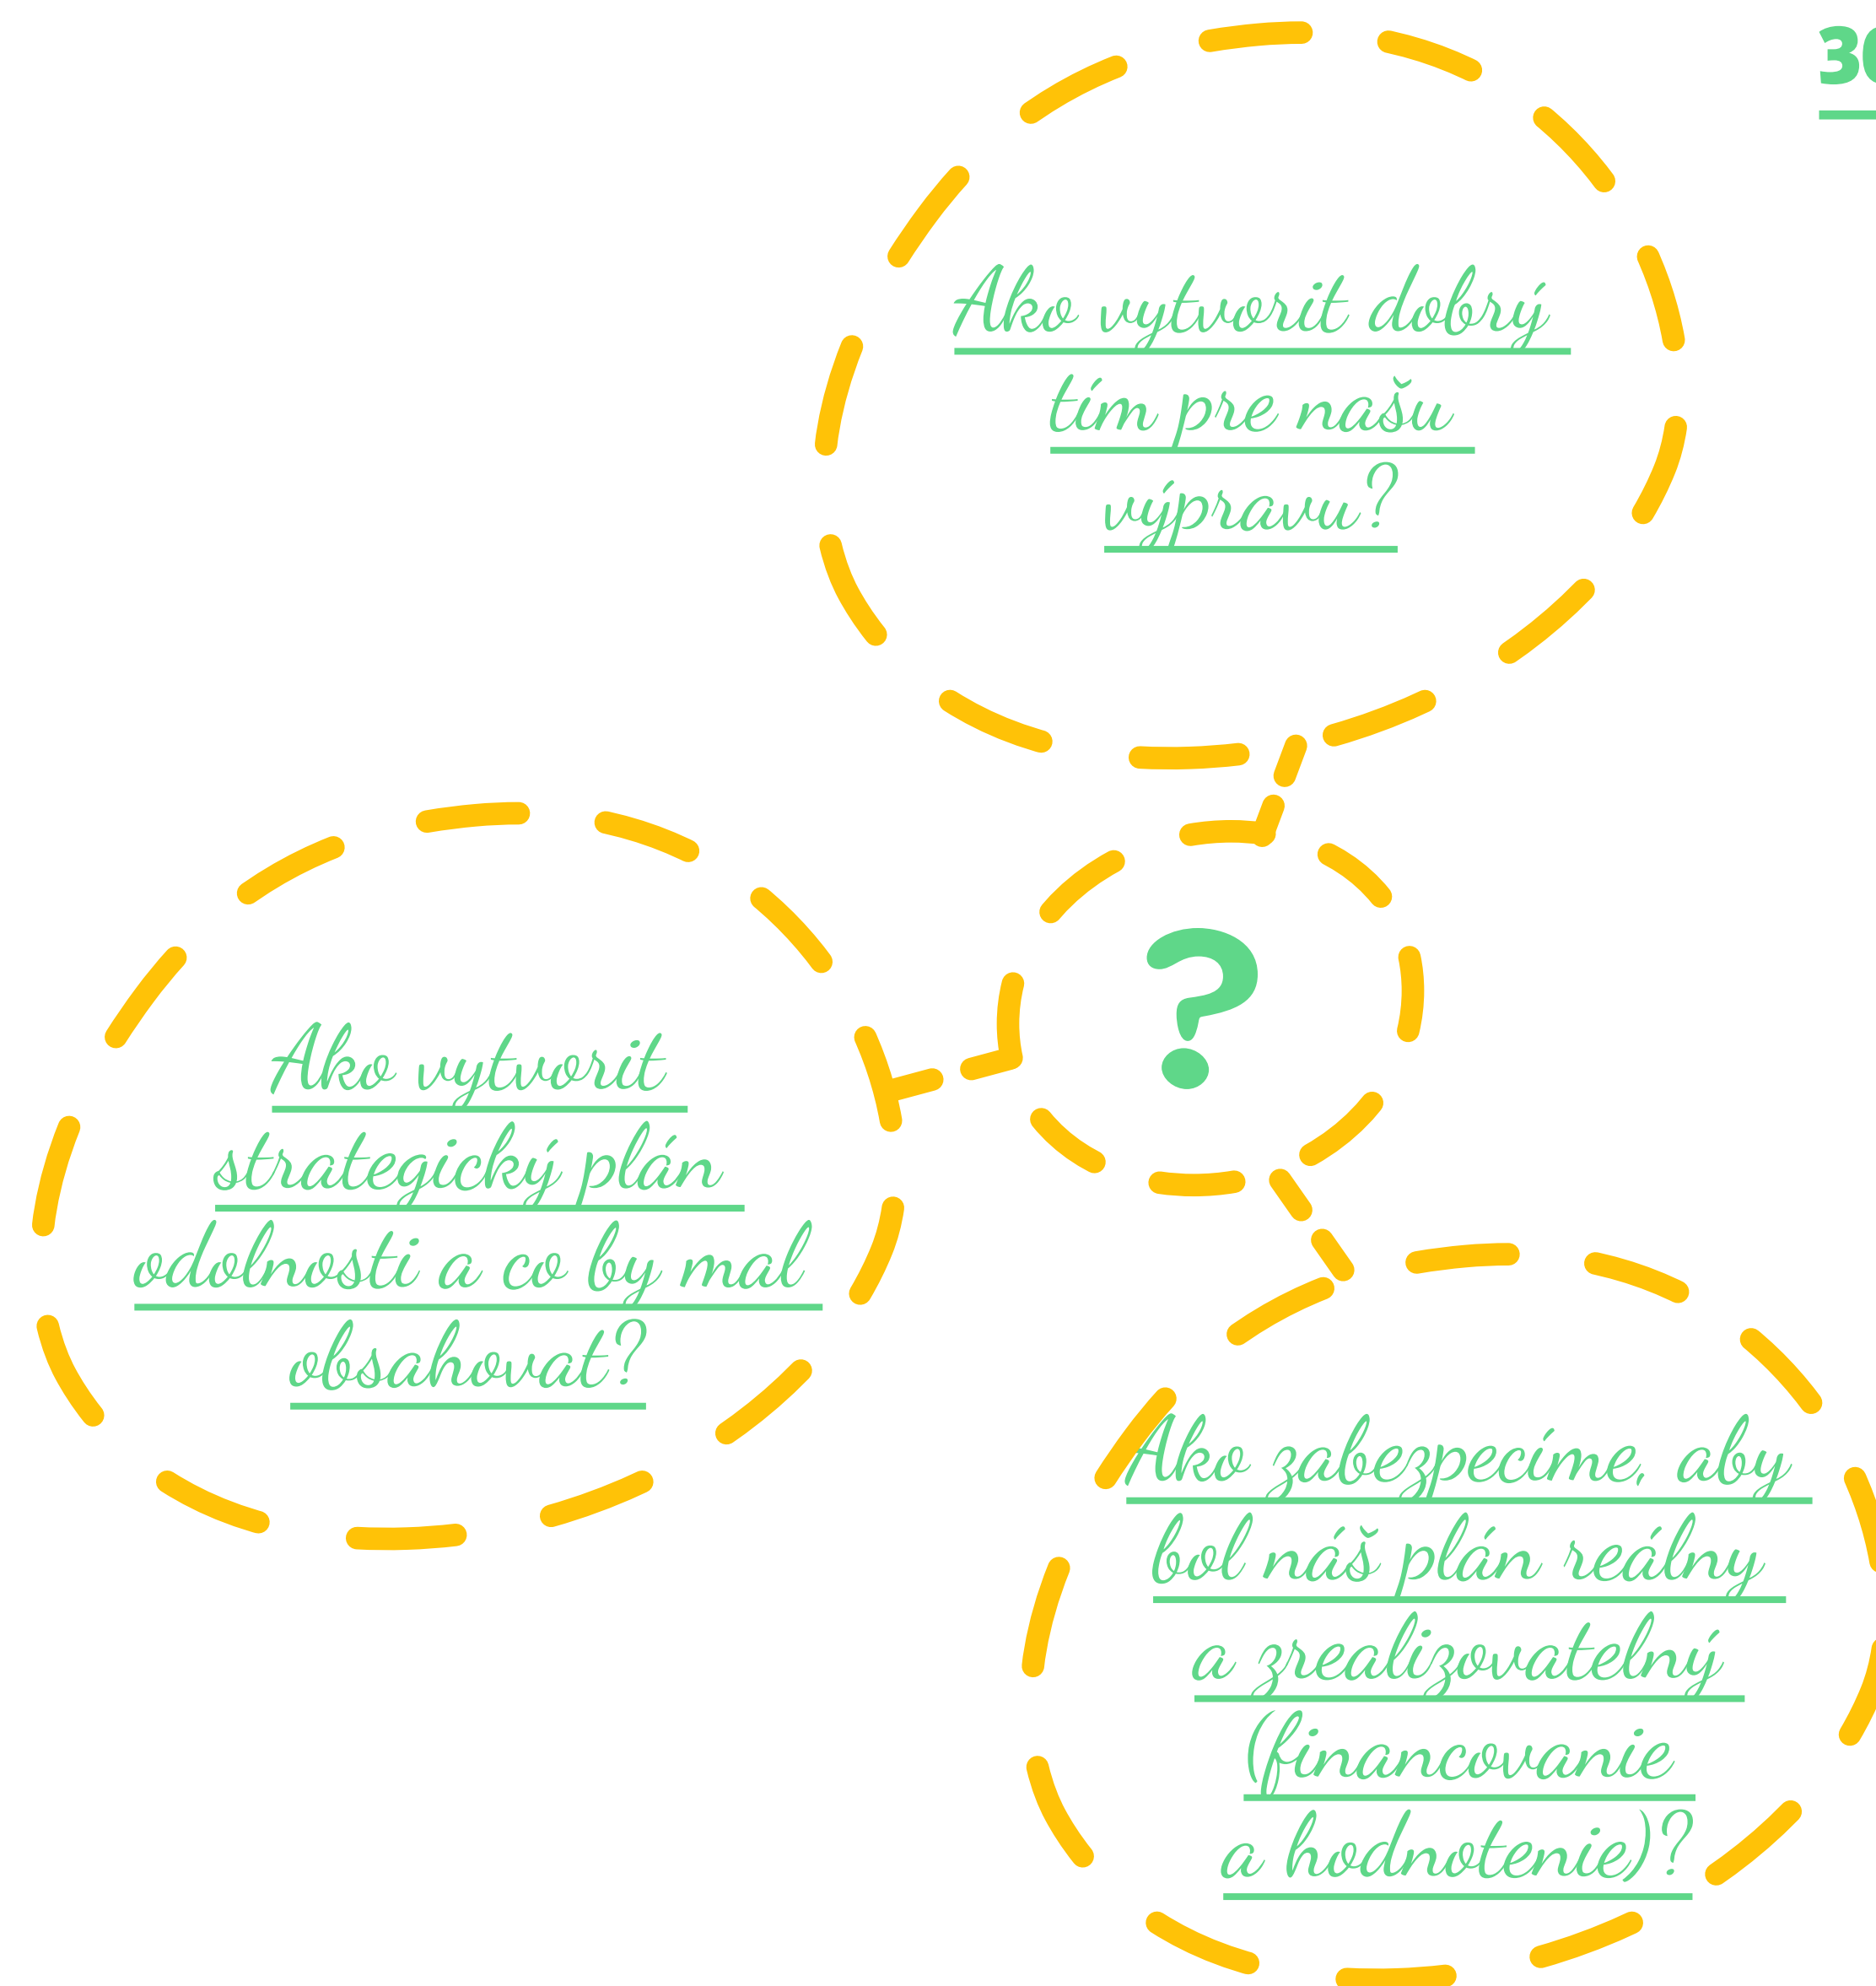 30
Ako vytvoriť dobrý
tím pre našu
výpravu?
?
Ako vytvoriť
strategický plán
odolnosti a čo by mal
obsahovať?
Ako zabezpečíme, aby
bol náš plán reálny
a zrealizovateľný
(financovanie
a hodnotenie)?